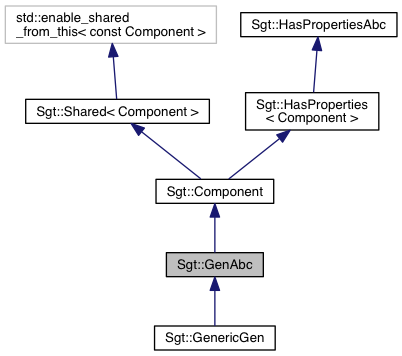 std::enable_shared
_from_this< const Component >
Sgt::HasPropertiesAbc
Sgt::Shared< Component >
Sgt::HasProperties
< Component >
Sgt::Component
Sgt::GenAbc
Sgt::GenericGen